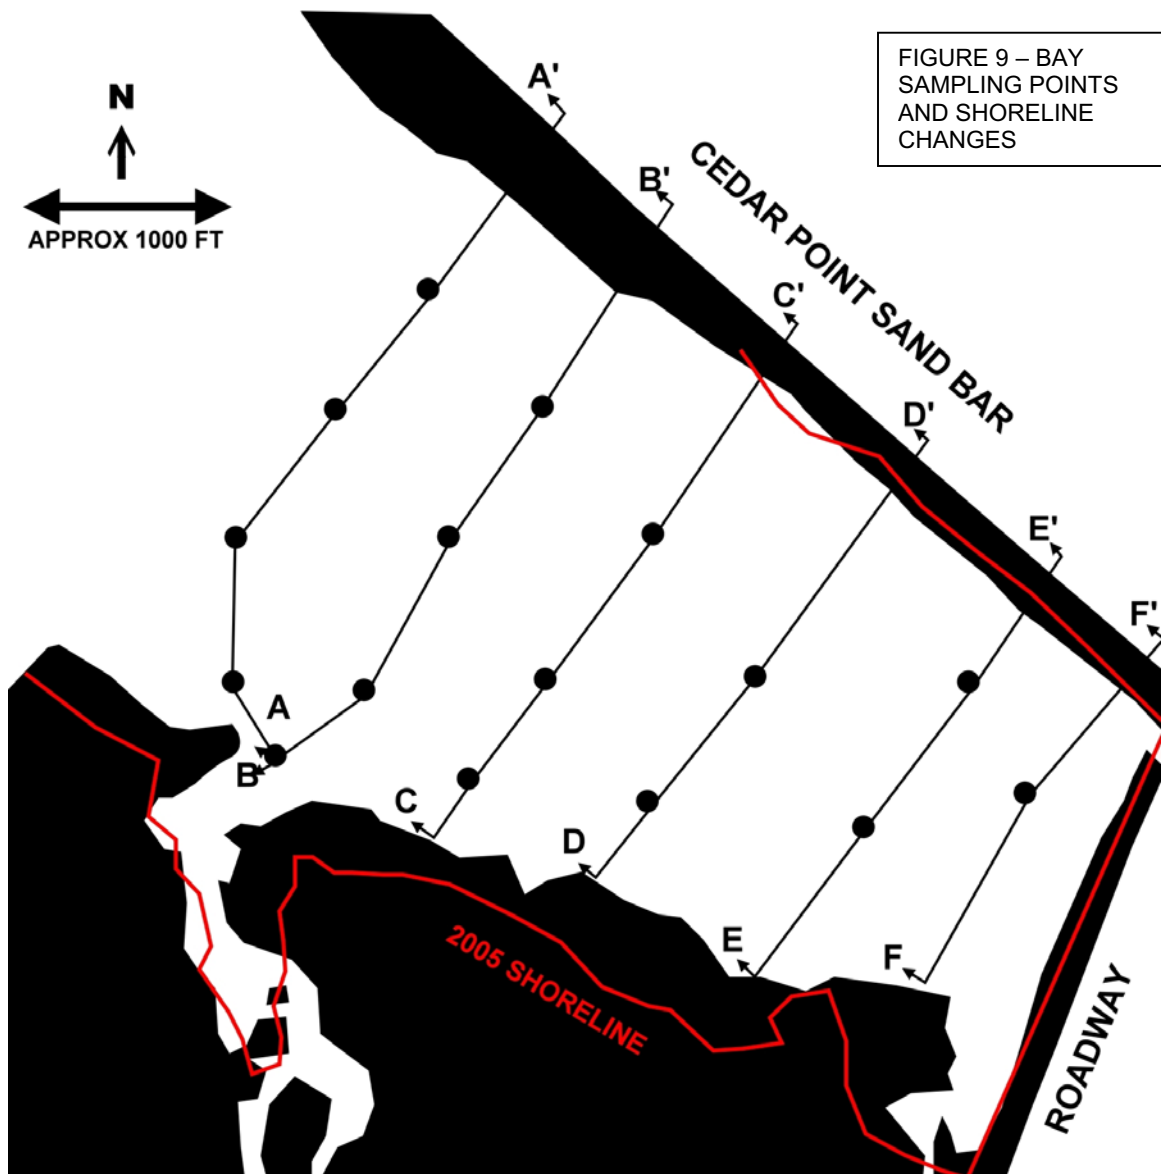 FIGURE 9 – BAY
SAMPLING POINTS
AND SHORELINE
CHANGES
N
APPROX 1000 FT
A'
B'
C'
D'
E'
F'
CEDAR POINT SAND BAR
A
B
C
D
E
F
2005 SHORELINE
ROADWAY